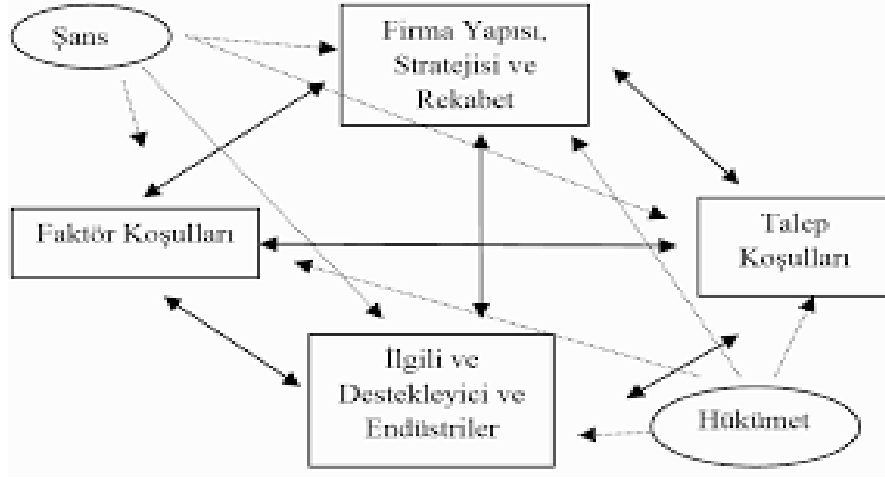 Şans
Firma Yapısı,
Stratejisi ve
Rekabet
Faktör Koşulları
Talep
Koşulları
İlgili ve
Destekleyici ve
Endüstriler
Hükümet